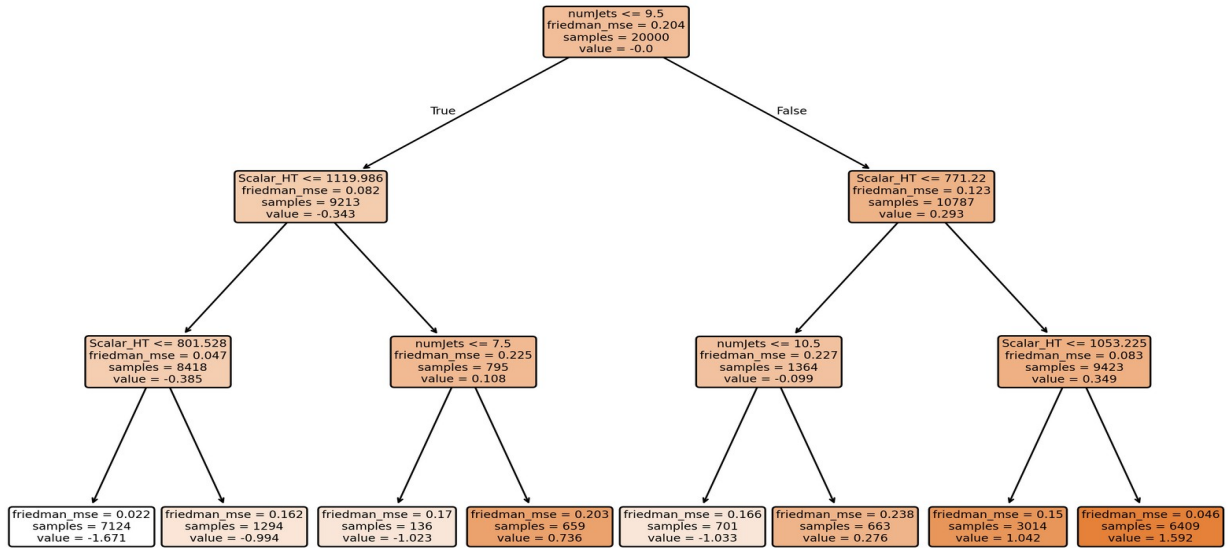 numJets <= 9.5
friedman_mse = 0.204
samples = 20000
value = -0.0
True
False
Scalar_HT <= 1119.986
friedman_mse = 0.082
samples = 9213
value = -0.343
Scalar_HT <= 771.22
friedman_mse = 0.123
samples = 10787
value = 0.293
Scalar_HT <= 801.528
friedman_mse = 0.047
samples = 8418
value = -0.385
numJets <= 7.5
friedman_mse = 0.225
samples = 795
value = 0.108
numJets <= 10.5
friedman_mse = 0.227
samples = 1364
value = -0.099
Scalar_HT <= 1053.225
friedman_mse = 0.083
samples = 9423
value = 0.349
friedman_mse = 0.022
samples = 7124
value = -1.671
friedman_mse = 0.162
samples = 1294
value = -0.994
friedman_mse = 0.17
samples = 136
value = -1.023
friedman_mse = 0.203
samples = 659
value = 0.736
friedman_mse = 0.166
samples = 701
value = -1.033
friedman_mse = 0.238
samples = 663
value = 0.276
friedman_mse = 0.15
samples = 3014
value = 1.042
friedman_mse = 0.046
samples = 6409
value = 1.592